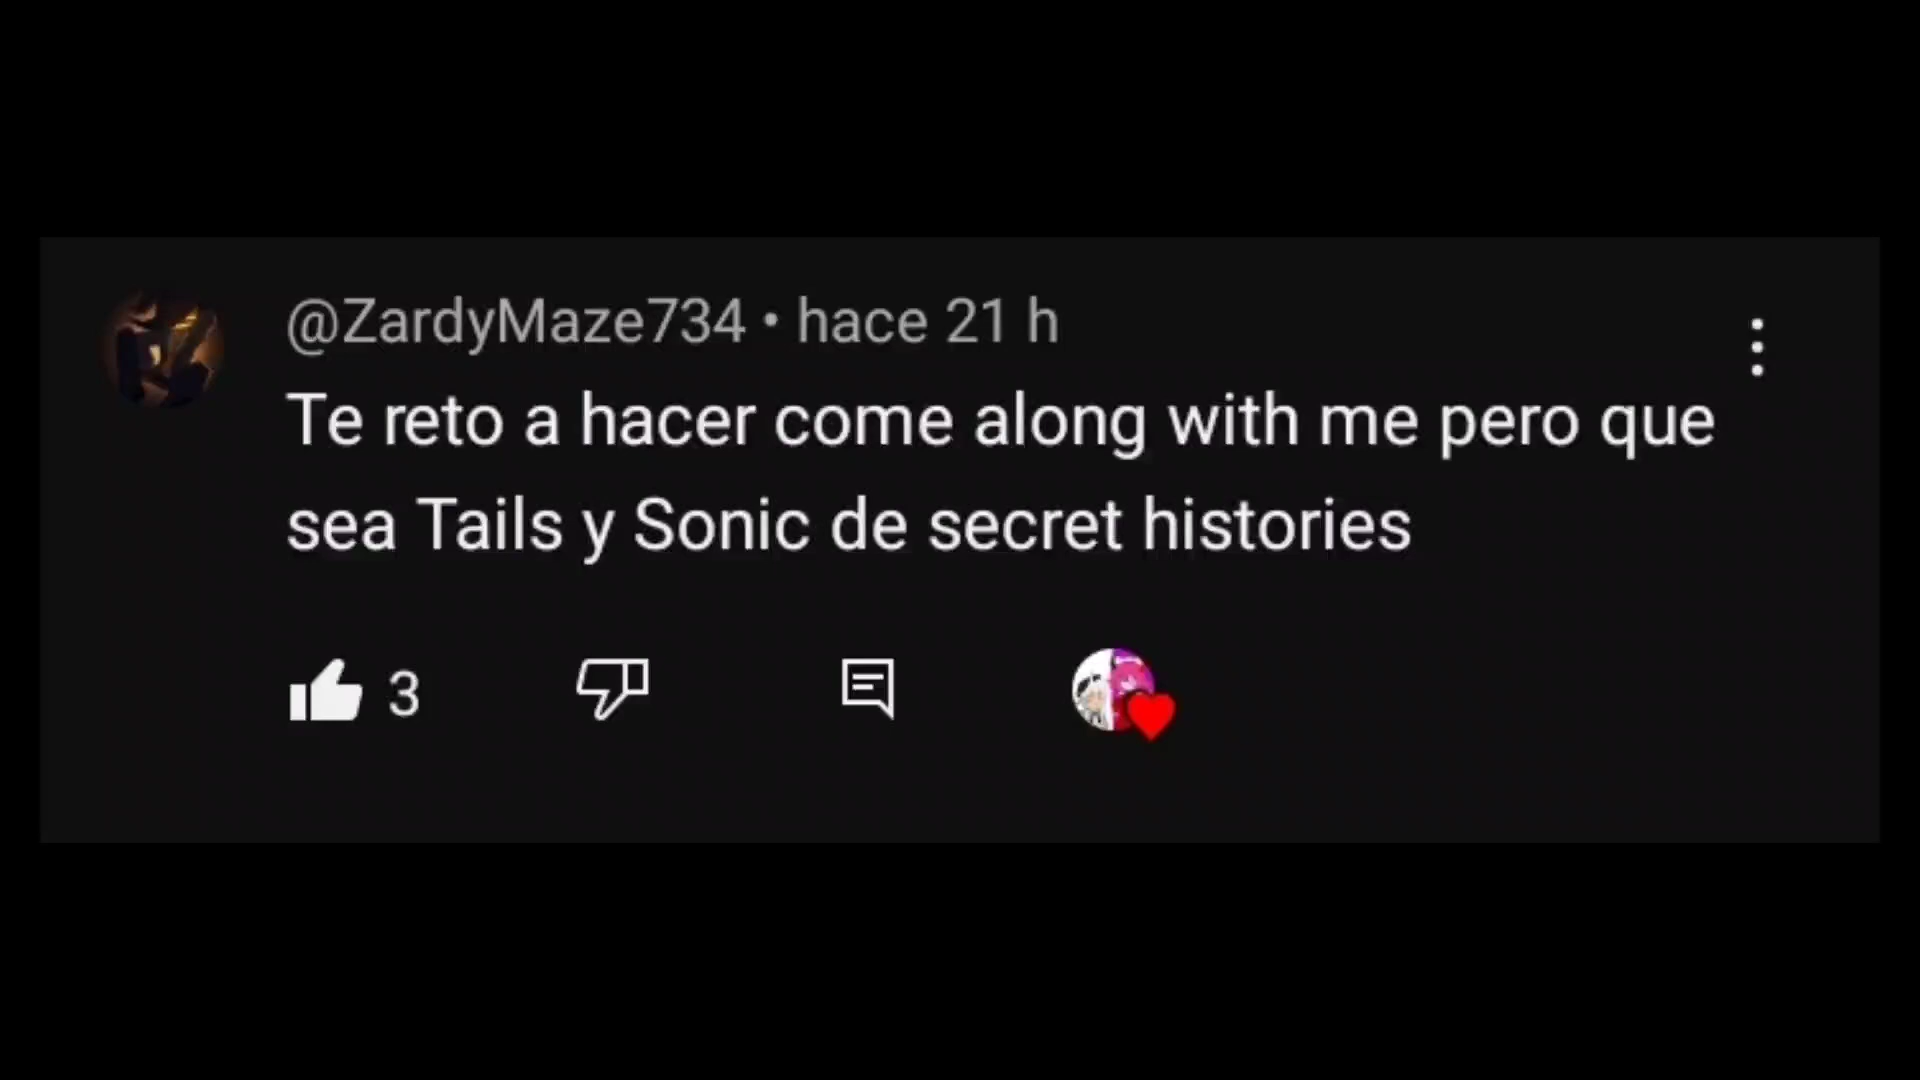 @ZardyMaze734 • hace 21 h
Te reto a hacer come along with me pero que
sea Tails y Sonic de secret histories
3